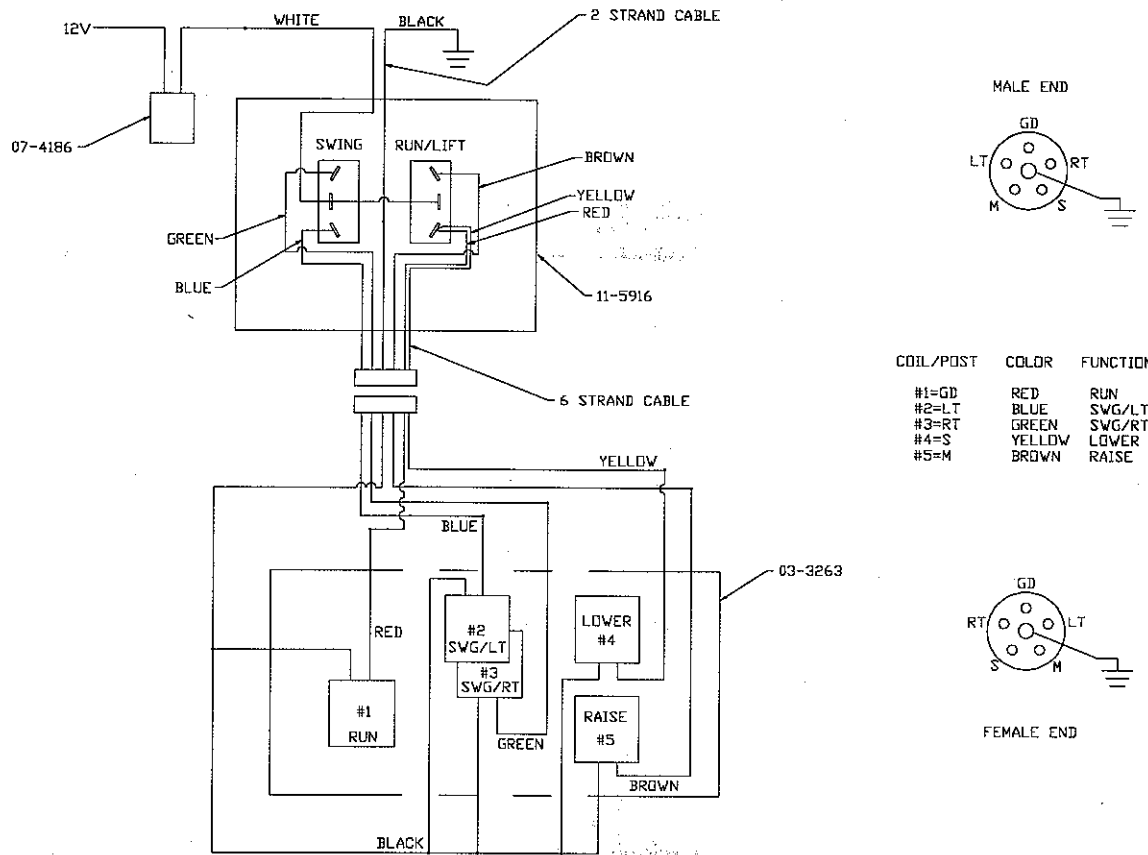 12V
WHITE
BLACK
2 STRAND CABLE
07-4186
SWING
RUN/LIFT
BROWN
YELLOW
RED
GREEN
BLUE
11-5916
6 STRAND CABLE
YELLOW
BLUE
03-3263
RED
#2
SWG/LT
#3
SWG/RT
LOWER
#4
#1
RUN
GREEN
RAISE
#5
BROWN
BLACK
MALE END
GD
LT
RT
M
S
COIL/POST COLOR FUNCTION
#1=GD RED RUN
#2=LT BLUE SWG/LT
#3=RT GREEN SWG/RT
#4=S YELLOW LOWER
#5=M BROWN RAISE
GD
RT
LT
S
M
FEMALE END